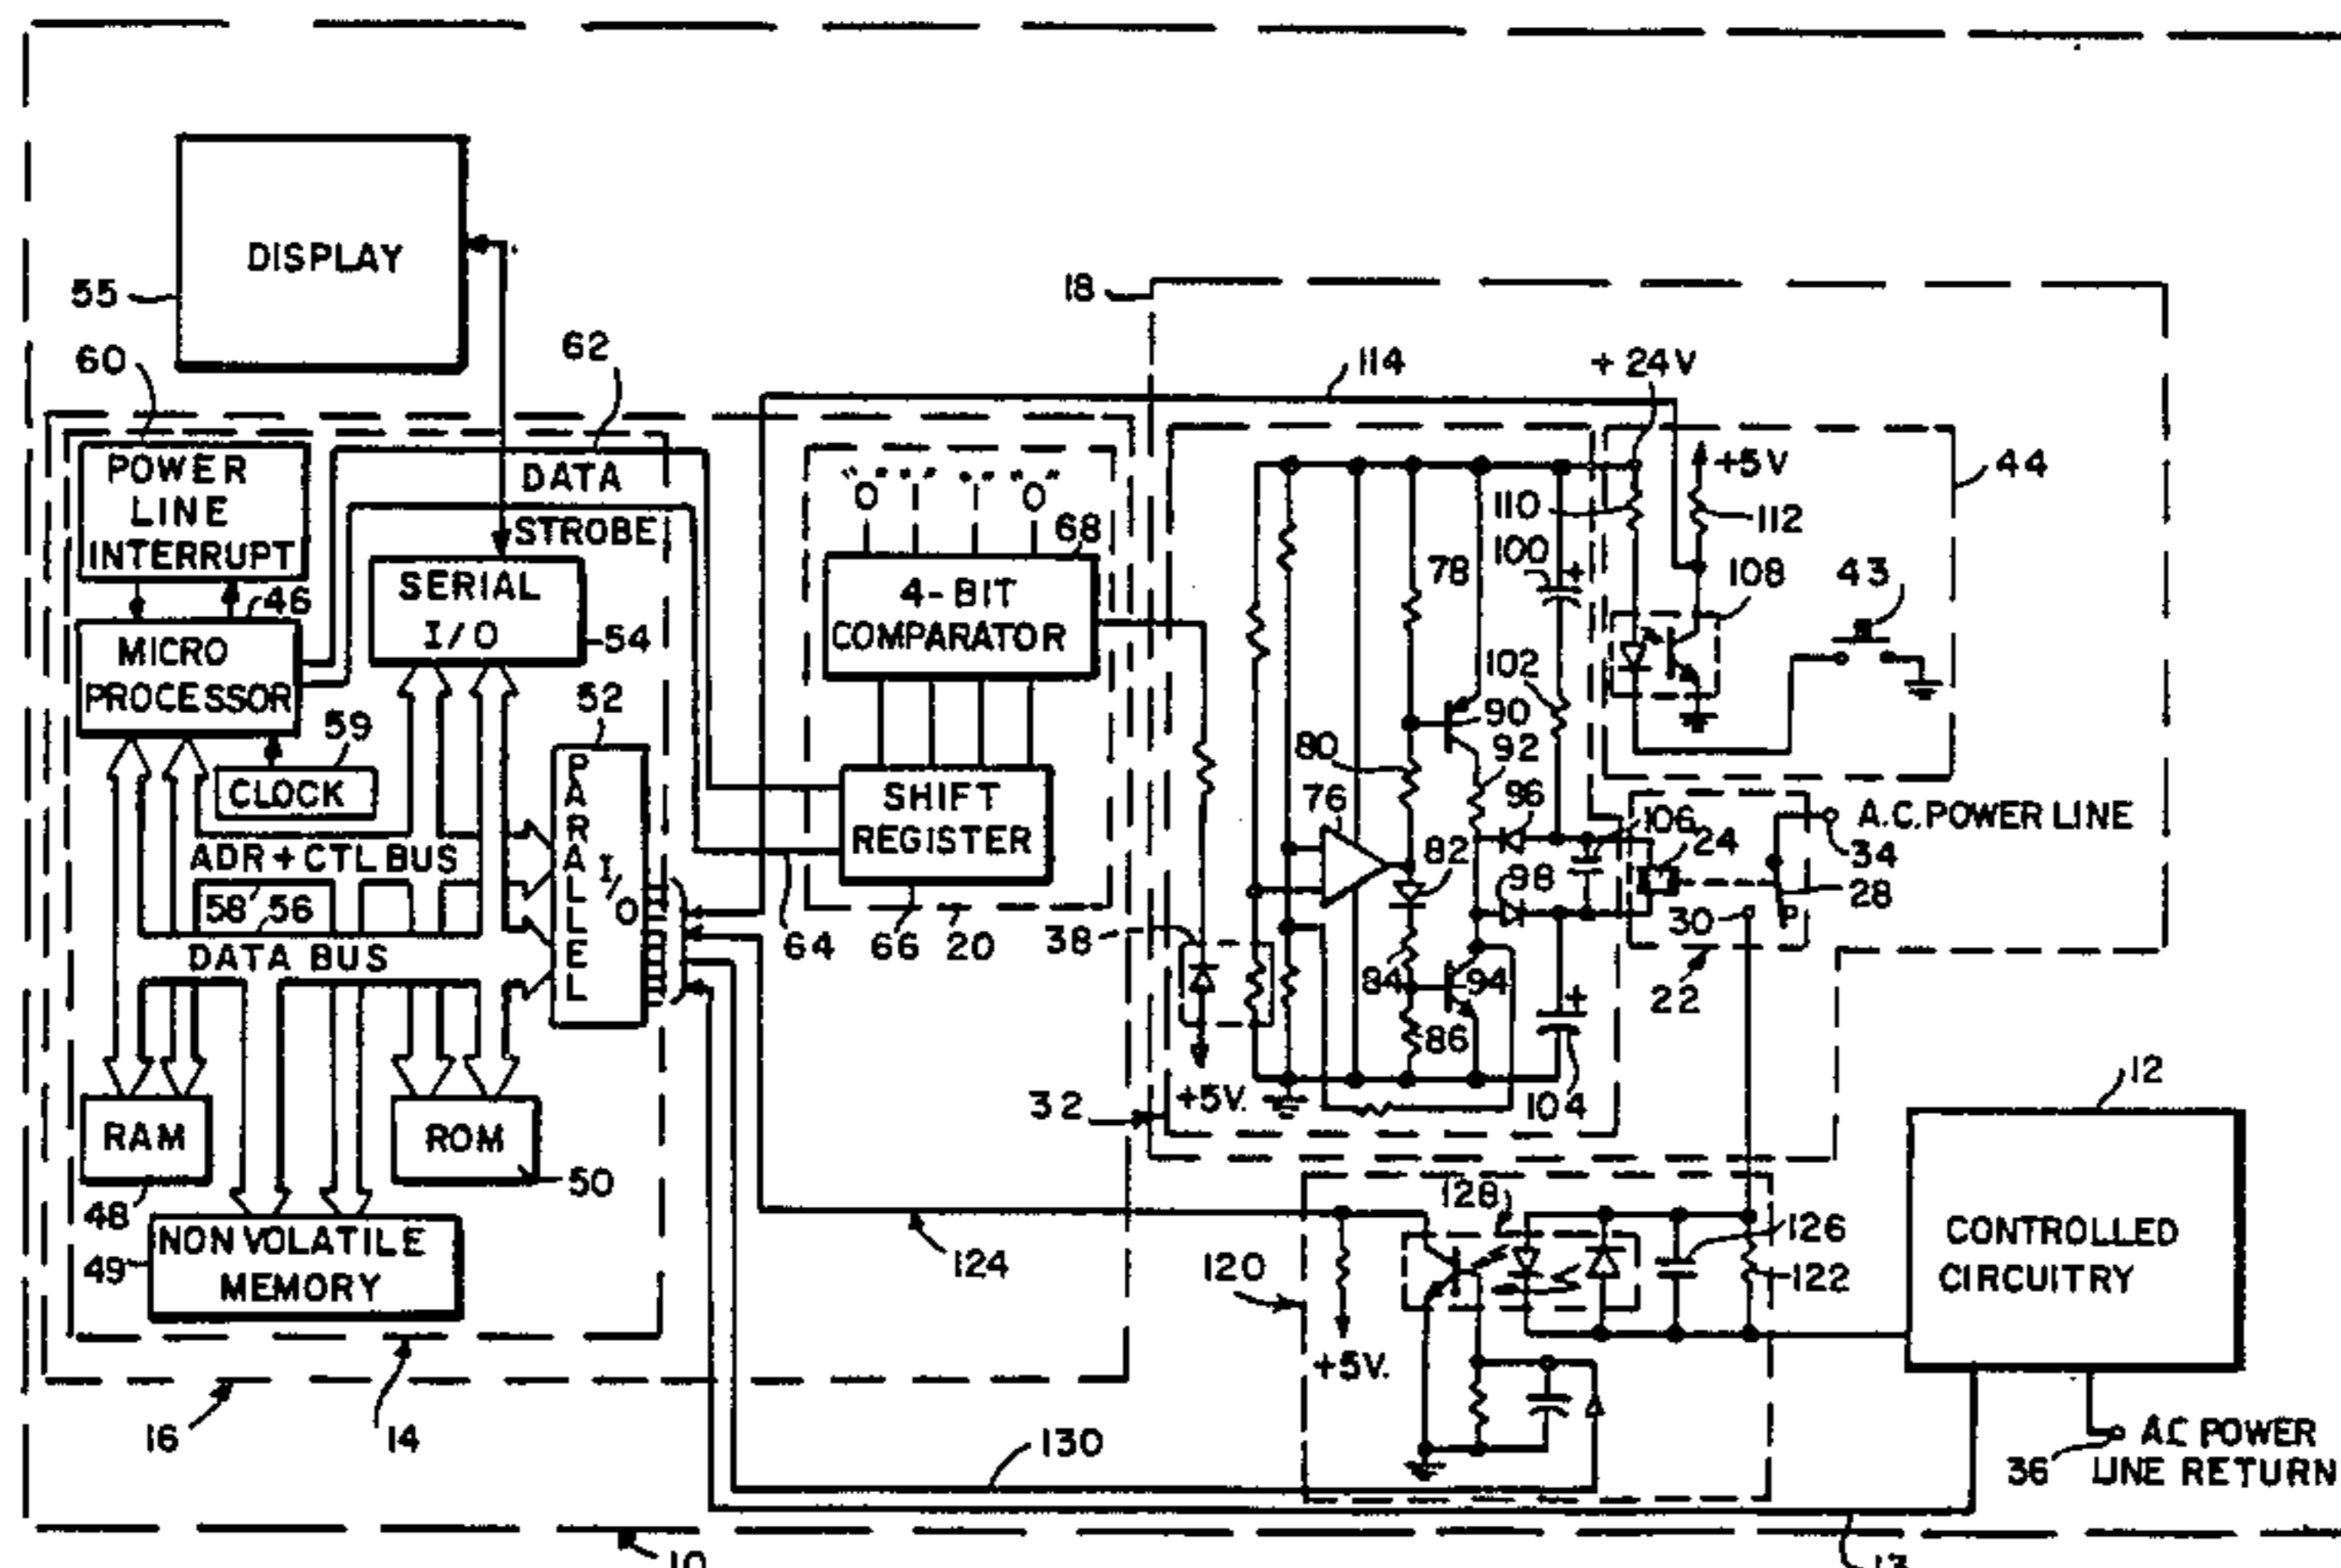 DISPLAY
55
60
62
18
114
+ 24V
POWER
LINE
INTERRUPT
DATA
STROBE
"0" "1" "1" "0"
68
110
+5V
112
44
100
+
78
108
43
46
SERIAL
I/O
54
4-BIT
COMPARATOR
MICRO
PROCESSOR
52
102
90
92
59
CLOCK
80
76
96
PARALLEL
I/O
SHIFT
REGISTER
106
24
A.C. POWER LINE
34
ADR + CTL BUS
82
98
28
58
56
30
64
66
20
38
DATA BUS
84
94
22
+
86
32
+5V.
104
12
RAM
ROM
48
50
128
NON VOLATILE
MEMORY
49
124
120
126
122
CONTROLLED
CIRCUITRY
+5V.
16
14
130
36
A.C. POWER
LINE RETURN
10
13